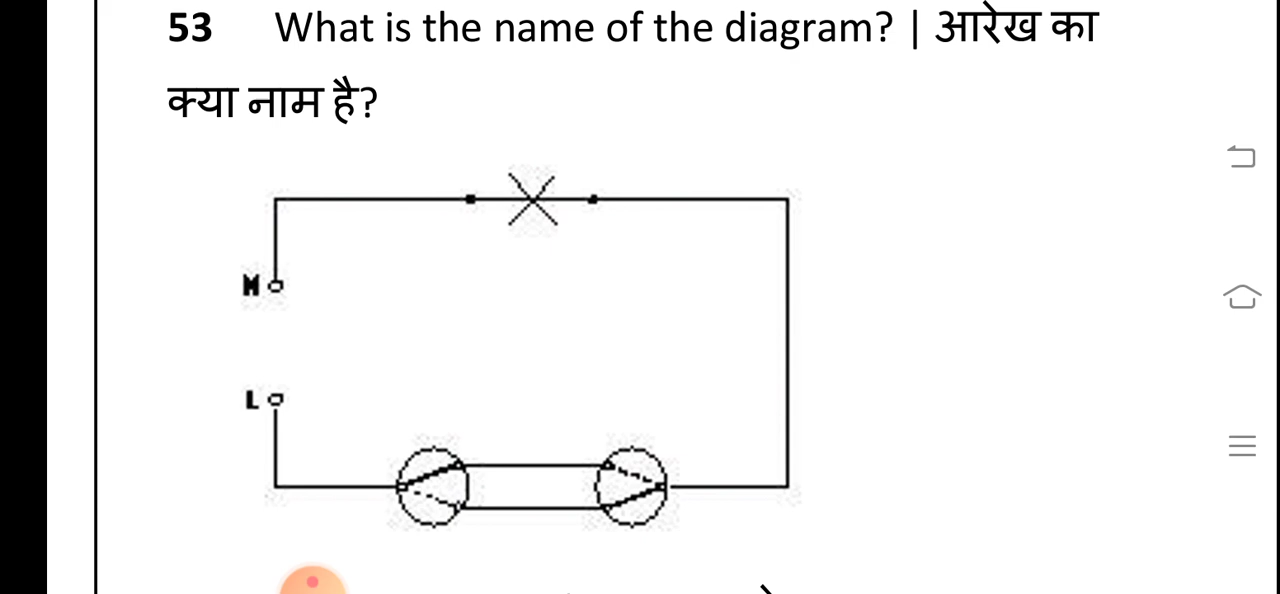 53 What is the name of the diagram? | आरेख का
क्या नाम है?
N
L